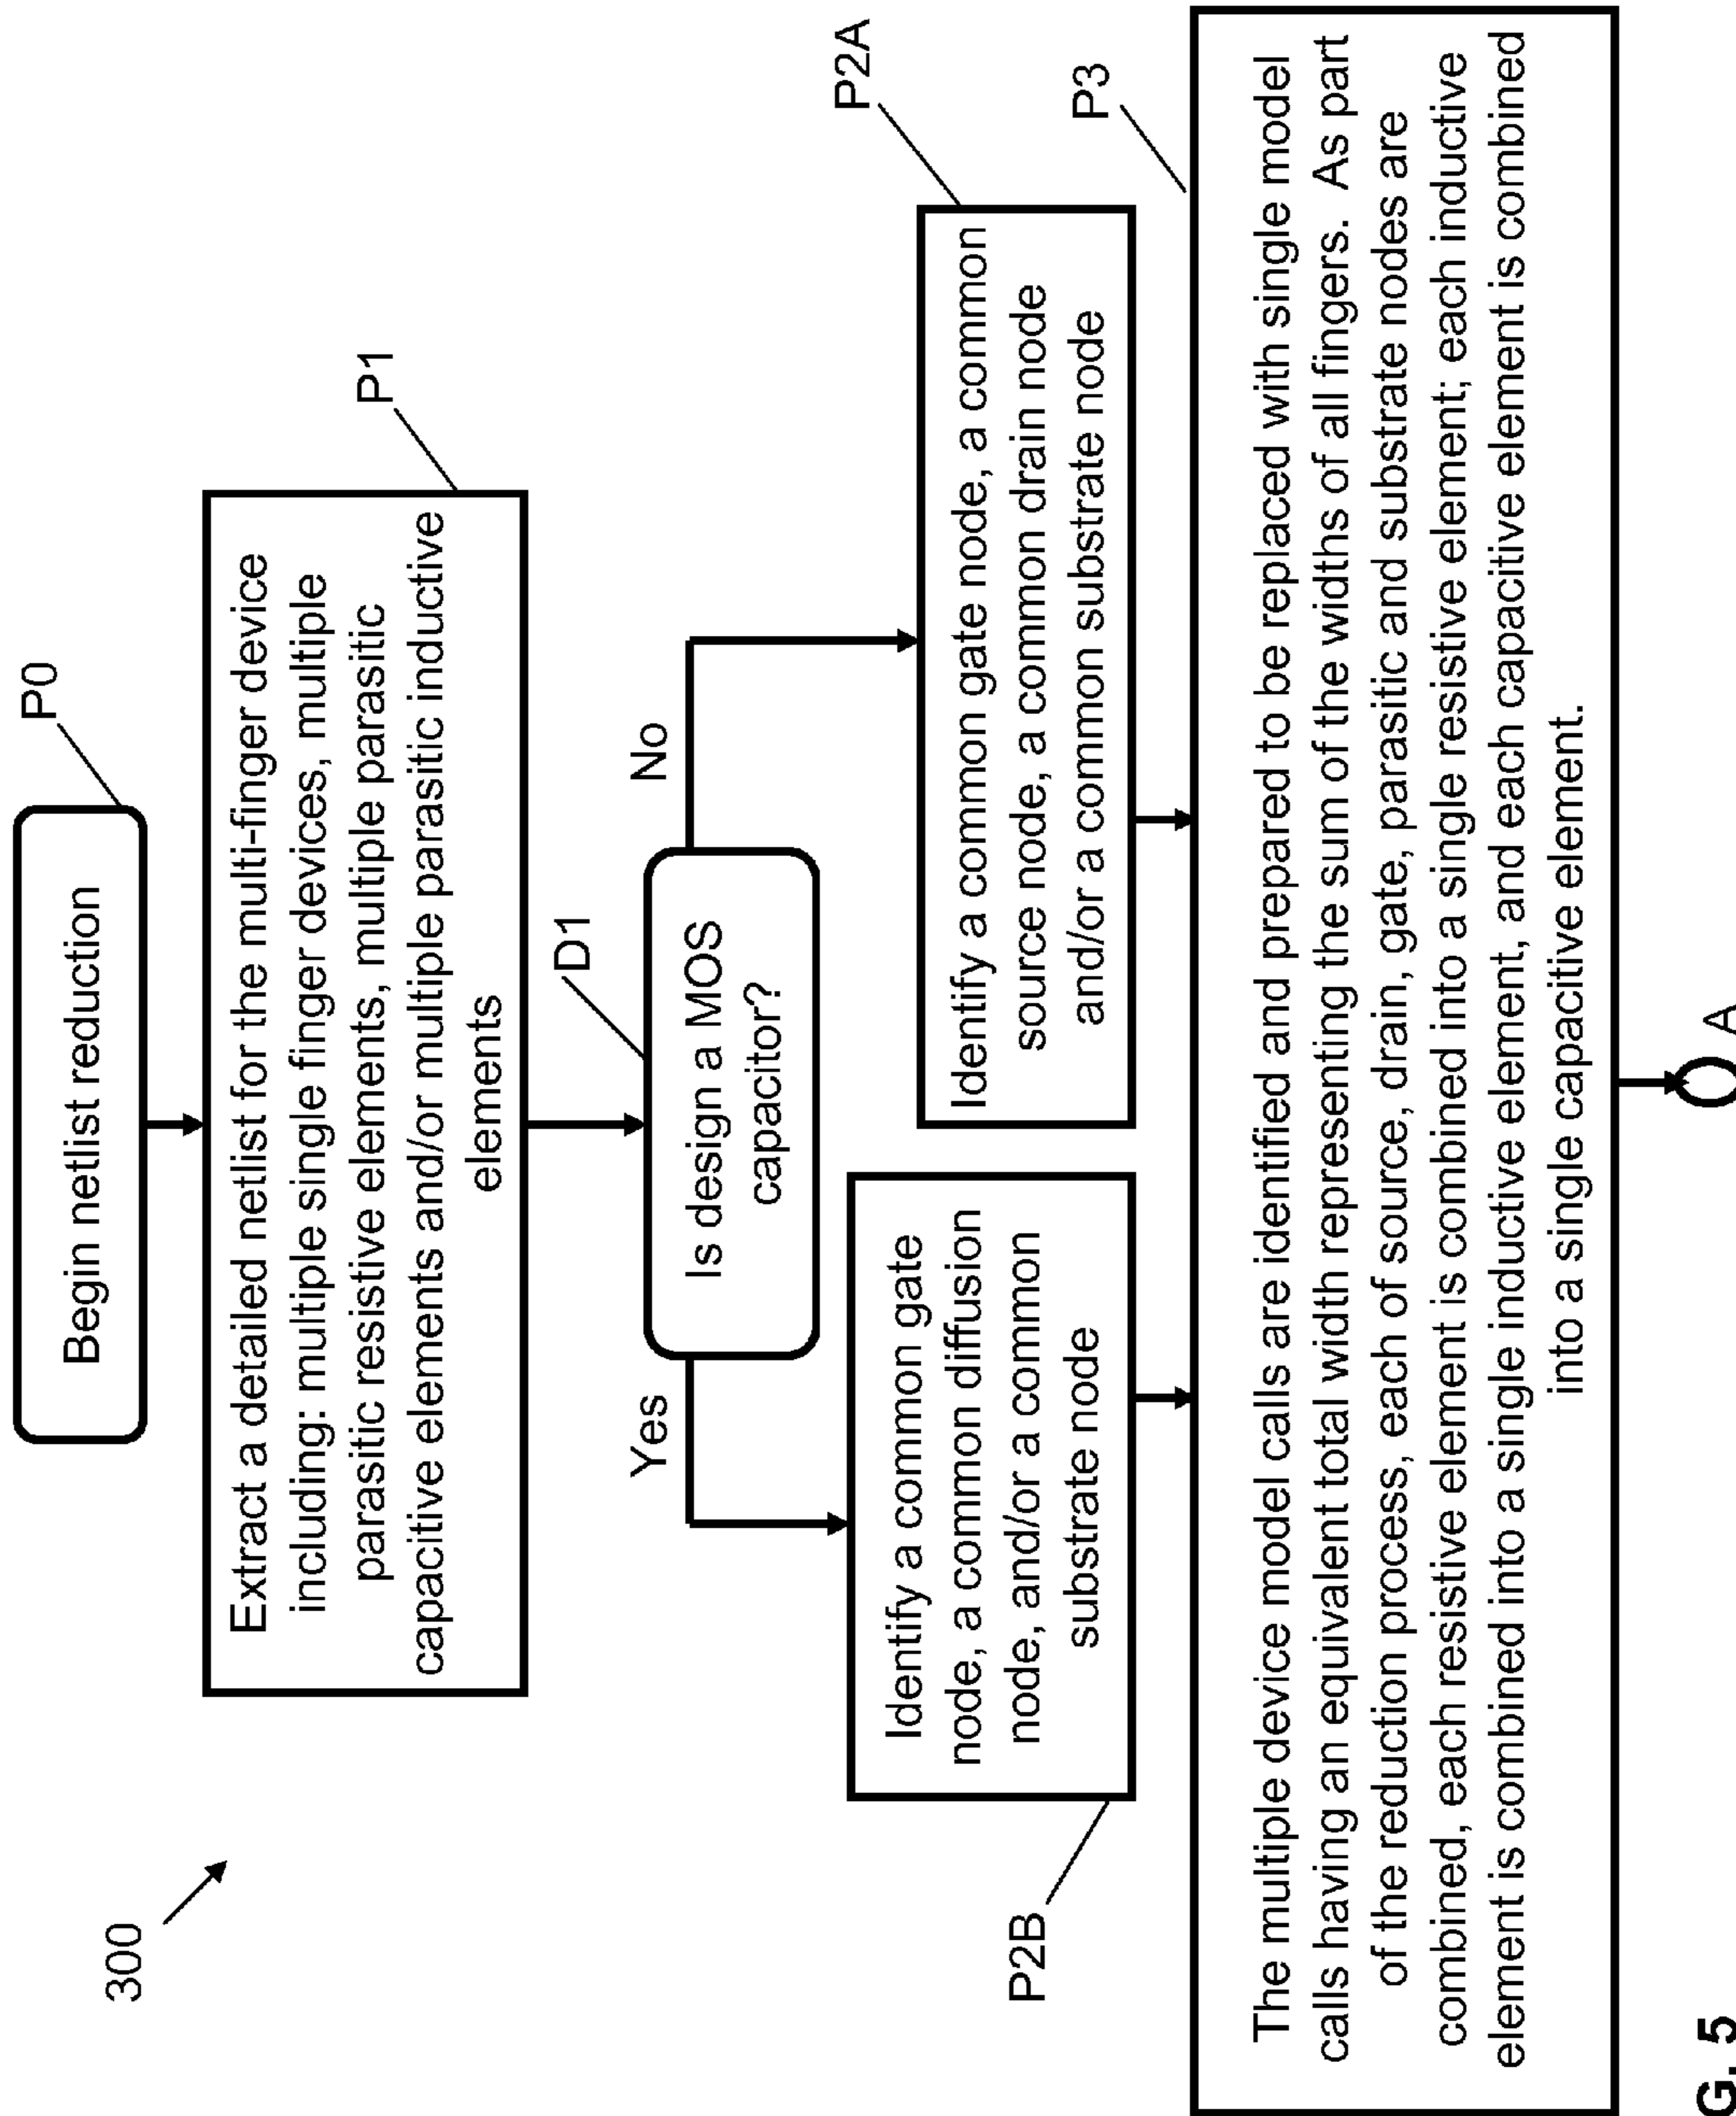 300
P0
Begin netlist reduction
P1
Extract a detailed netlist for the multi-finger device
including: multiple single finger devices, multiple
parasitic resistive elements, multiple parasitic
capacitive elements and/or multiple parasitic inductive
elements
D1
Is design a MOS
capacitor?
Yes
No
P2B
Identify a common gate
node, a common diffusion
node, and/or a common
substrate node
P2A
Identify a common gate node, a common
source node, a common drain node
and/or a common substrate node
P3
The multiple device model calls are identified and prepared to be replaced with single model
calls having an equivalent total width representing the sum of the widths of all fingers. As part
of the reduction process, each of source, drain, gate, parasitic and substrate nodes are
combined, each resistive element is combined into a single resistive element; each inductive
element is combined into a single inductive element, and each capacitive element is combined
into a single capacitive element.
A
G. 5